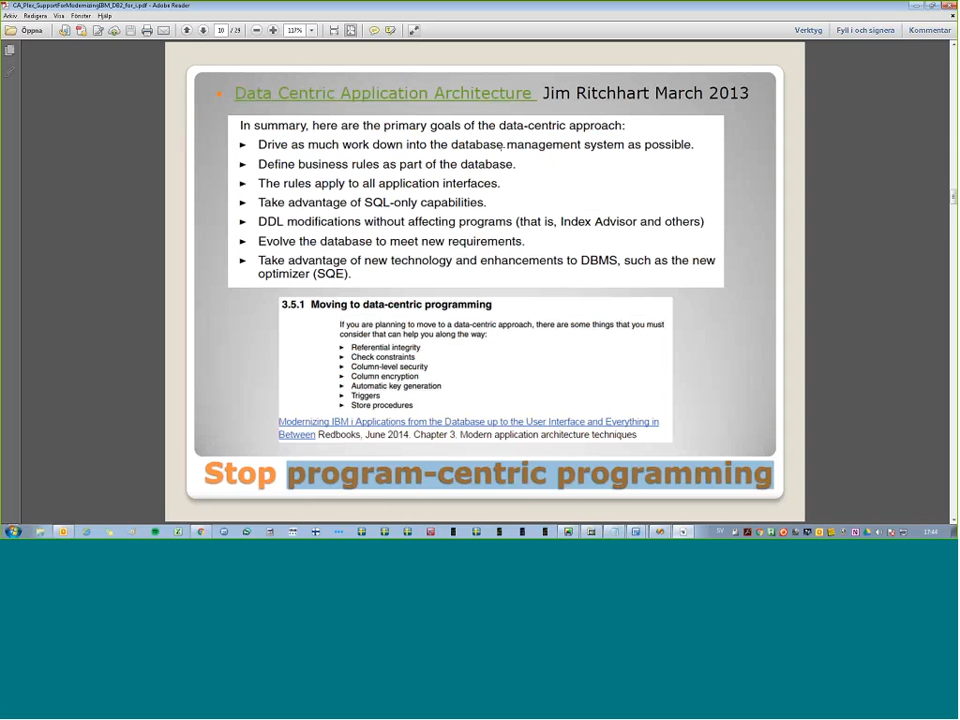 CA_Plex_SupportForModernizingIBM_DB2_for_i.pdf - Adobe Reader
Arkiv Redigera Visa Fönster Hjälp
Öppna 10 / 29 117% Verktyg Fyll i och signera Kommentar
• Data Centric Application Architecture Jim Ritchhart March 2013
In summary, here are the primary goals of the data-centric approach:
► Drive as much work down into the database management system as possible.
► Define business rules as part of the database.
► The rules apply to all application interfaces.
► Take advantage of SQL-only capabilities.
► DDL modifications without affecting programs (that is, Index Advisor and others)
► Evolve the database to meet new requirements.
► Take advantage of new technology and enhancements to DBMS, such as the new
optimizer (SQE).
3.5.1 Moving to data-centric programming
If you are planning to move to a data-centric approach, there are some things that you must
consider that can help you along the way:
► Referential integrity
► Check constraints
► Column-level security
► Column encryption
► Automatic key generation
► Triggers
► Store procedures
Modernizing IBM i Applications from the Database up to the User Interface and Everything in
Between Redbooks, June 2014. Chapter 3. Modern application architecture techniques
Stop program-centric programming
SV 17:44